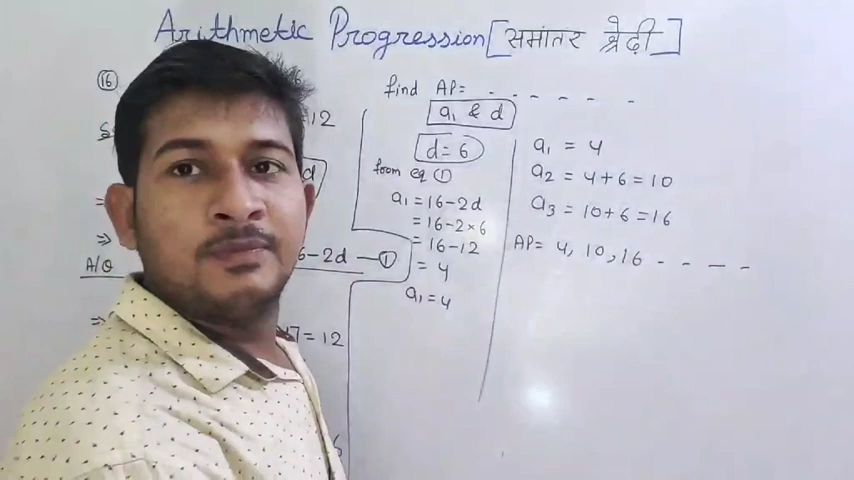 Arithmetic Progression [समांतर श्रेढ़ी]
16
find AP = - - - - - -
a₁ & d
= 12
d = 6
from eq ①
a₁ = 16 - 2d
= 16 - 2 × 6
= 16 - 12
= 4
a₁ = 4
d
⇒ 6 - 2d — ①
A/Q
⇒ 17 = 12
a₁ = 4
a₂ = 4 + 6 = 10
a₃ = 10 + 6 = 16
AP = 4, 10, 16 - - - -